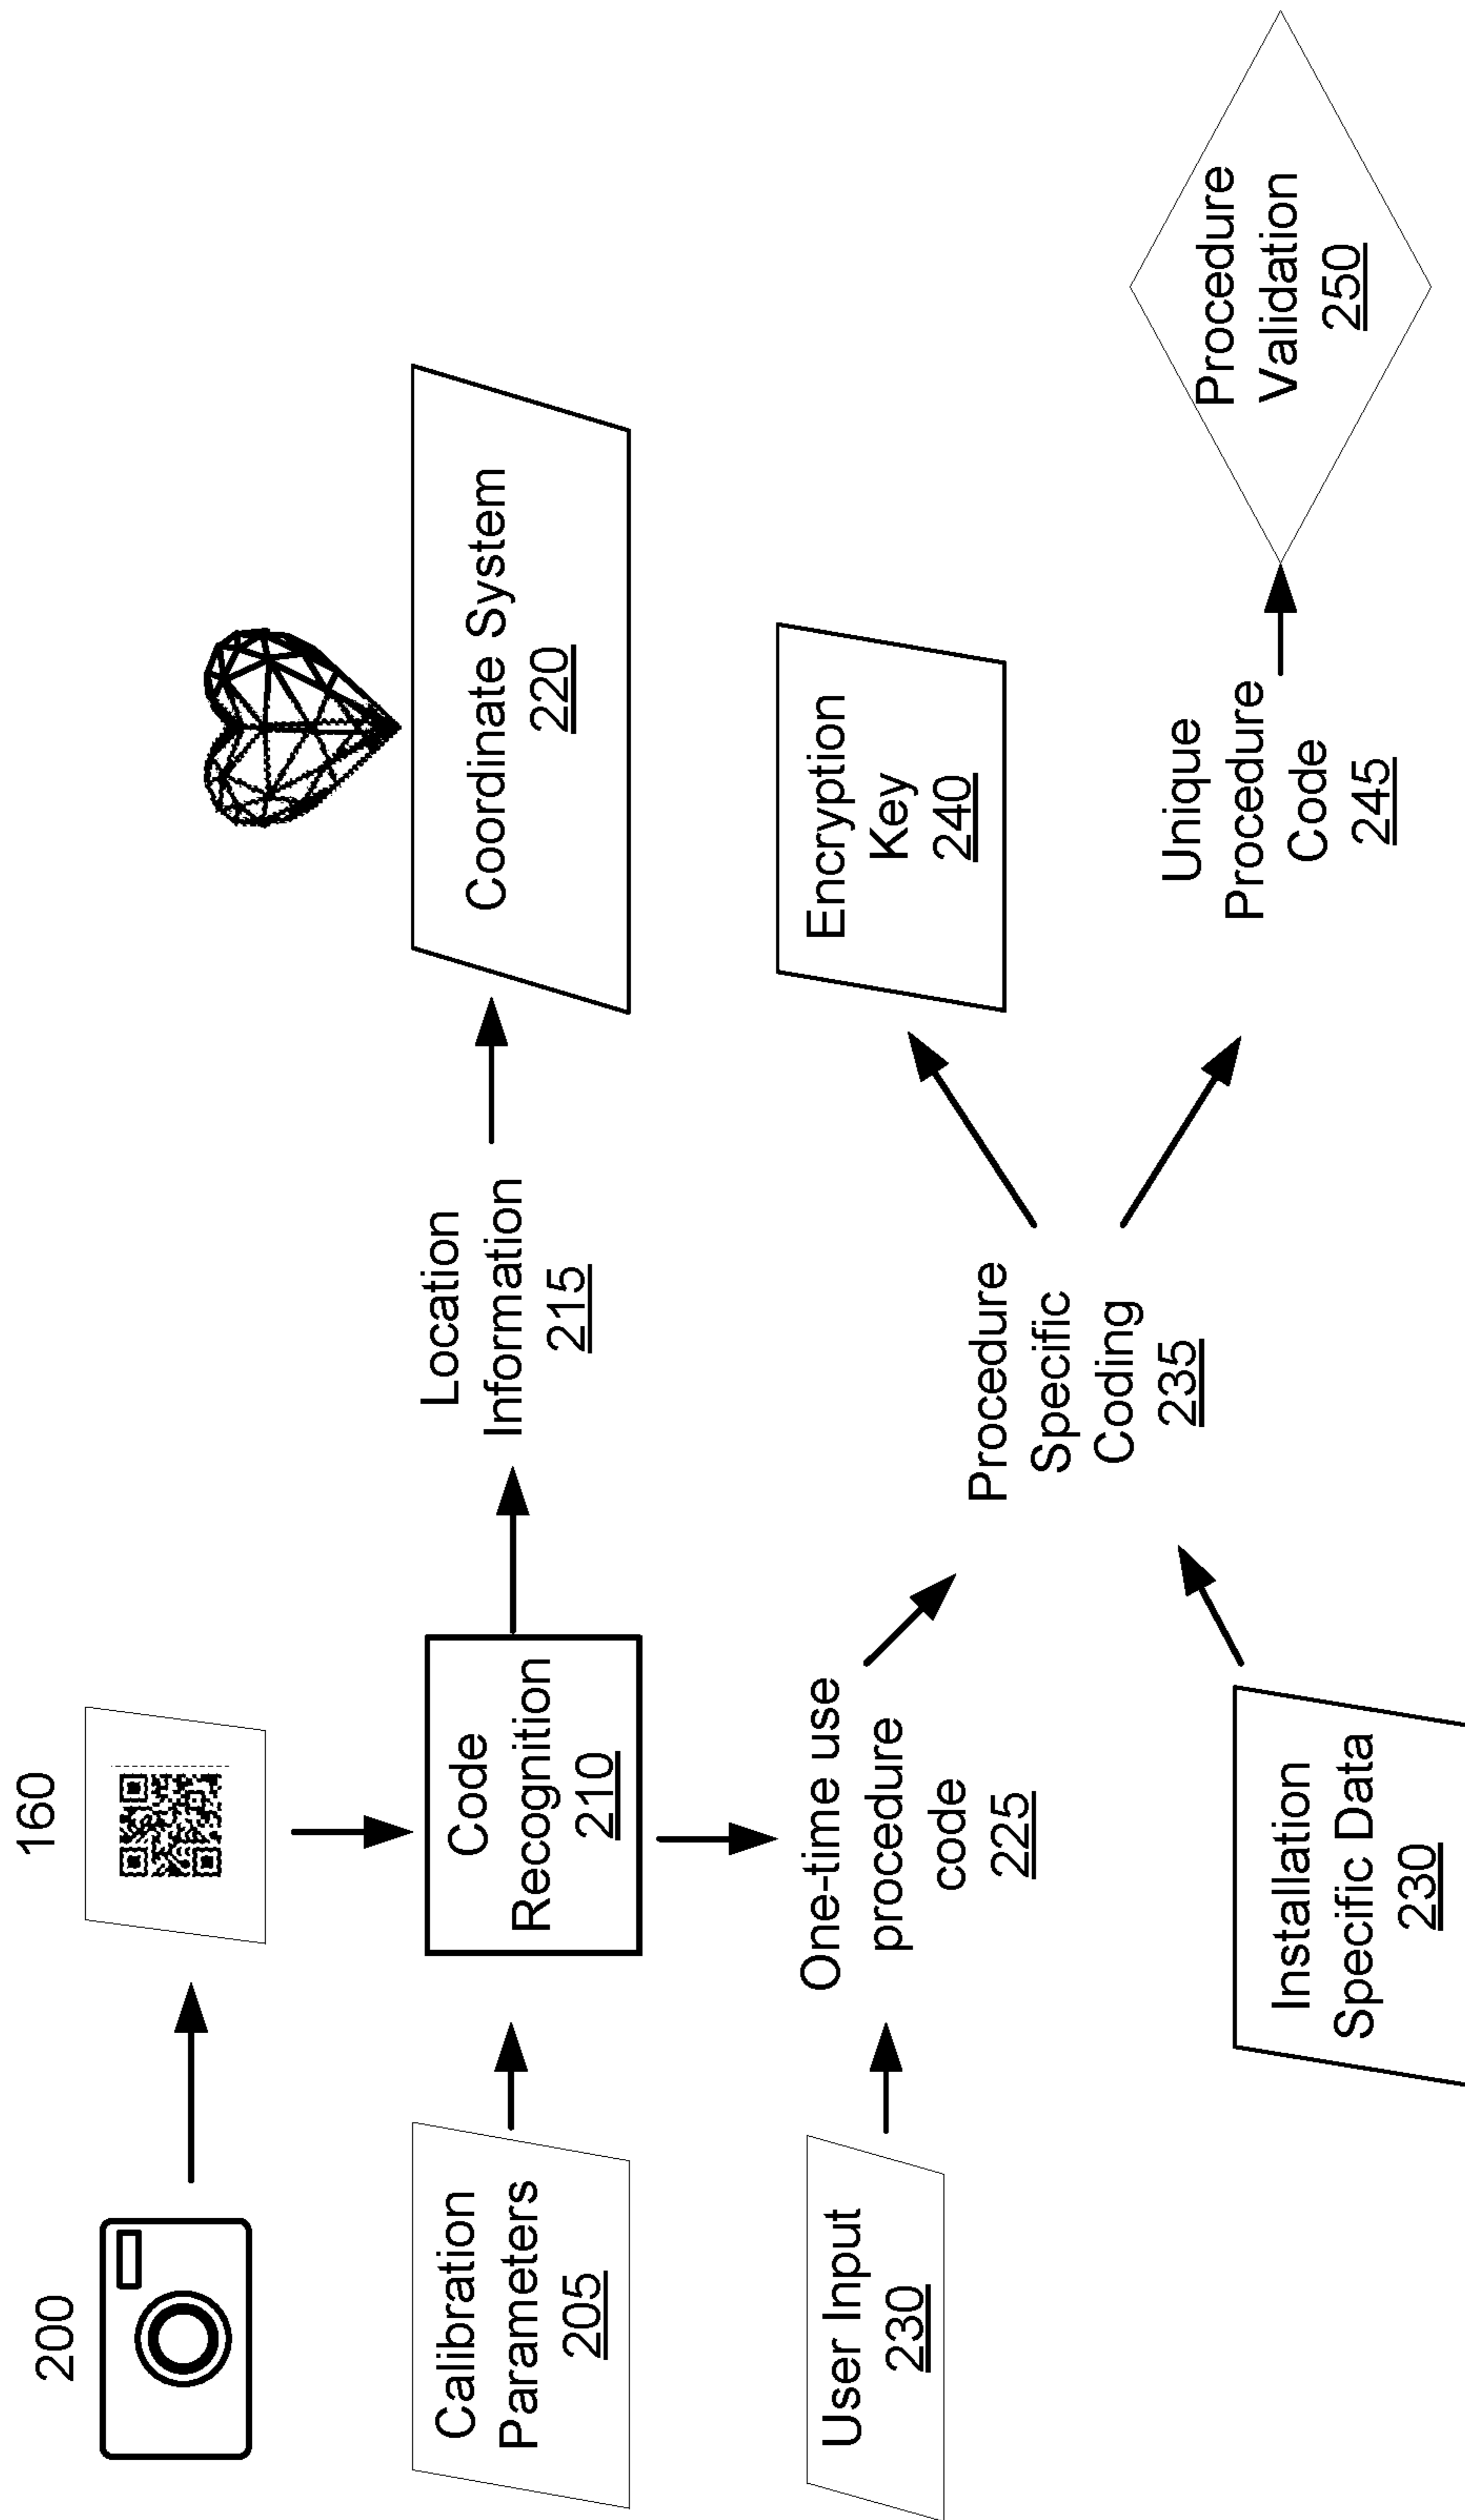 200
160
Calibration
Parameters
205
Code
Recognition
210
Location
Information
215
Coordinate System
220
User Input
230
One-time use
procedure
code
225
Installation
Specific Data
230
Procedure
Specific
Coding
235
Encryption
Key
240
Unique
Procedure
Code
245
Procedure
Validation
250